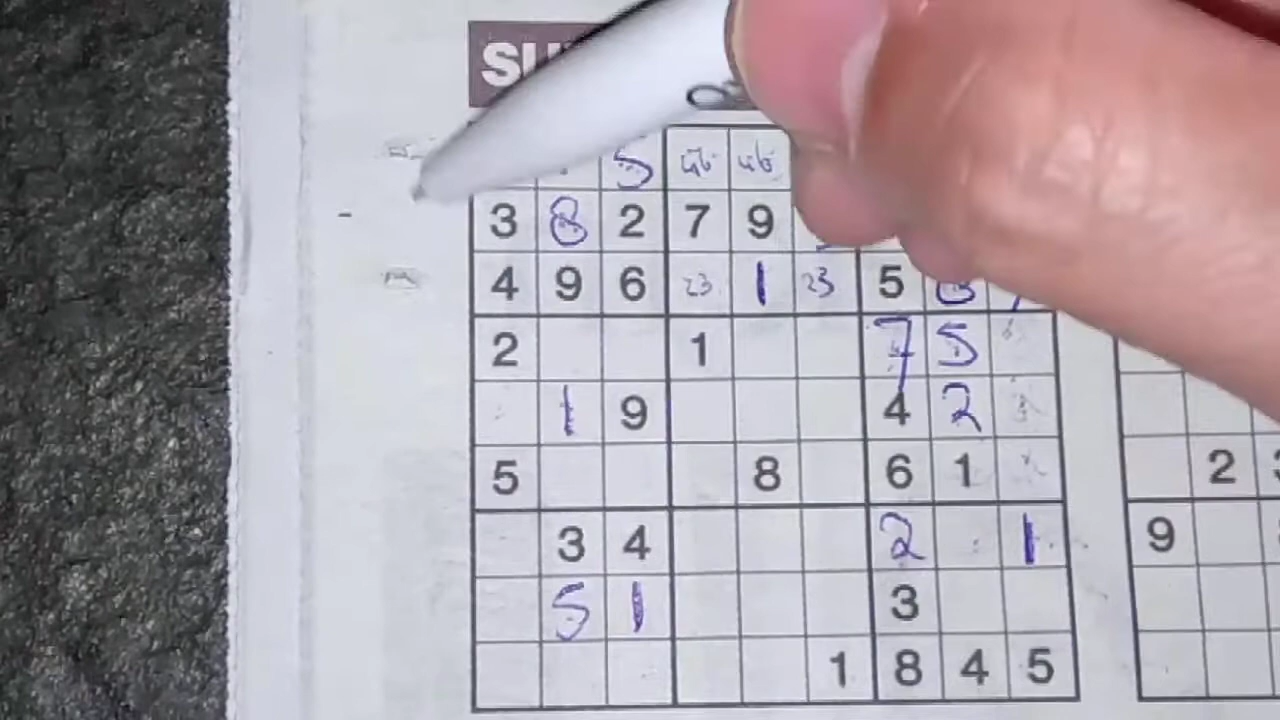 SU
5 46 46
3 8 2 7 9
4 9 6 23 1 23 5
2 1 7 5
1 9 4 2
5 8 6 1
3 4 2 1
5 1 3
1 8 4 5
2
9